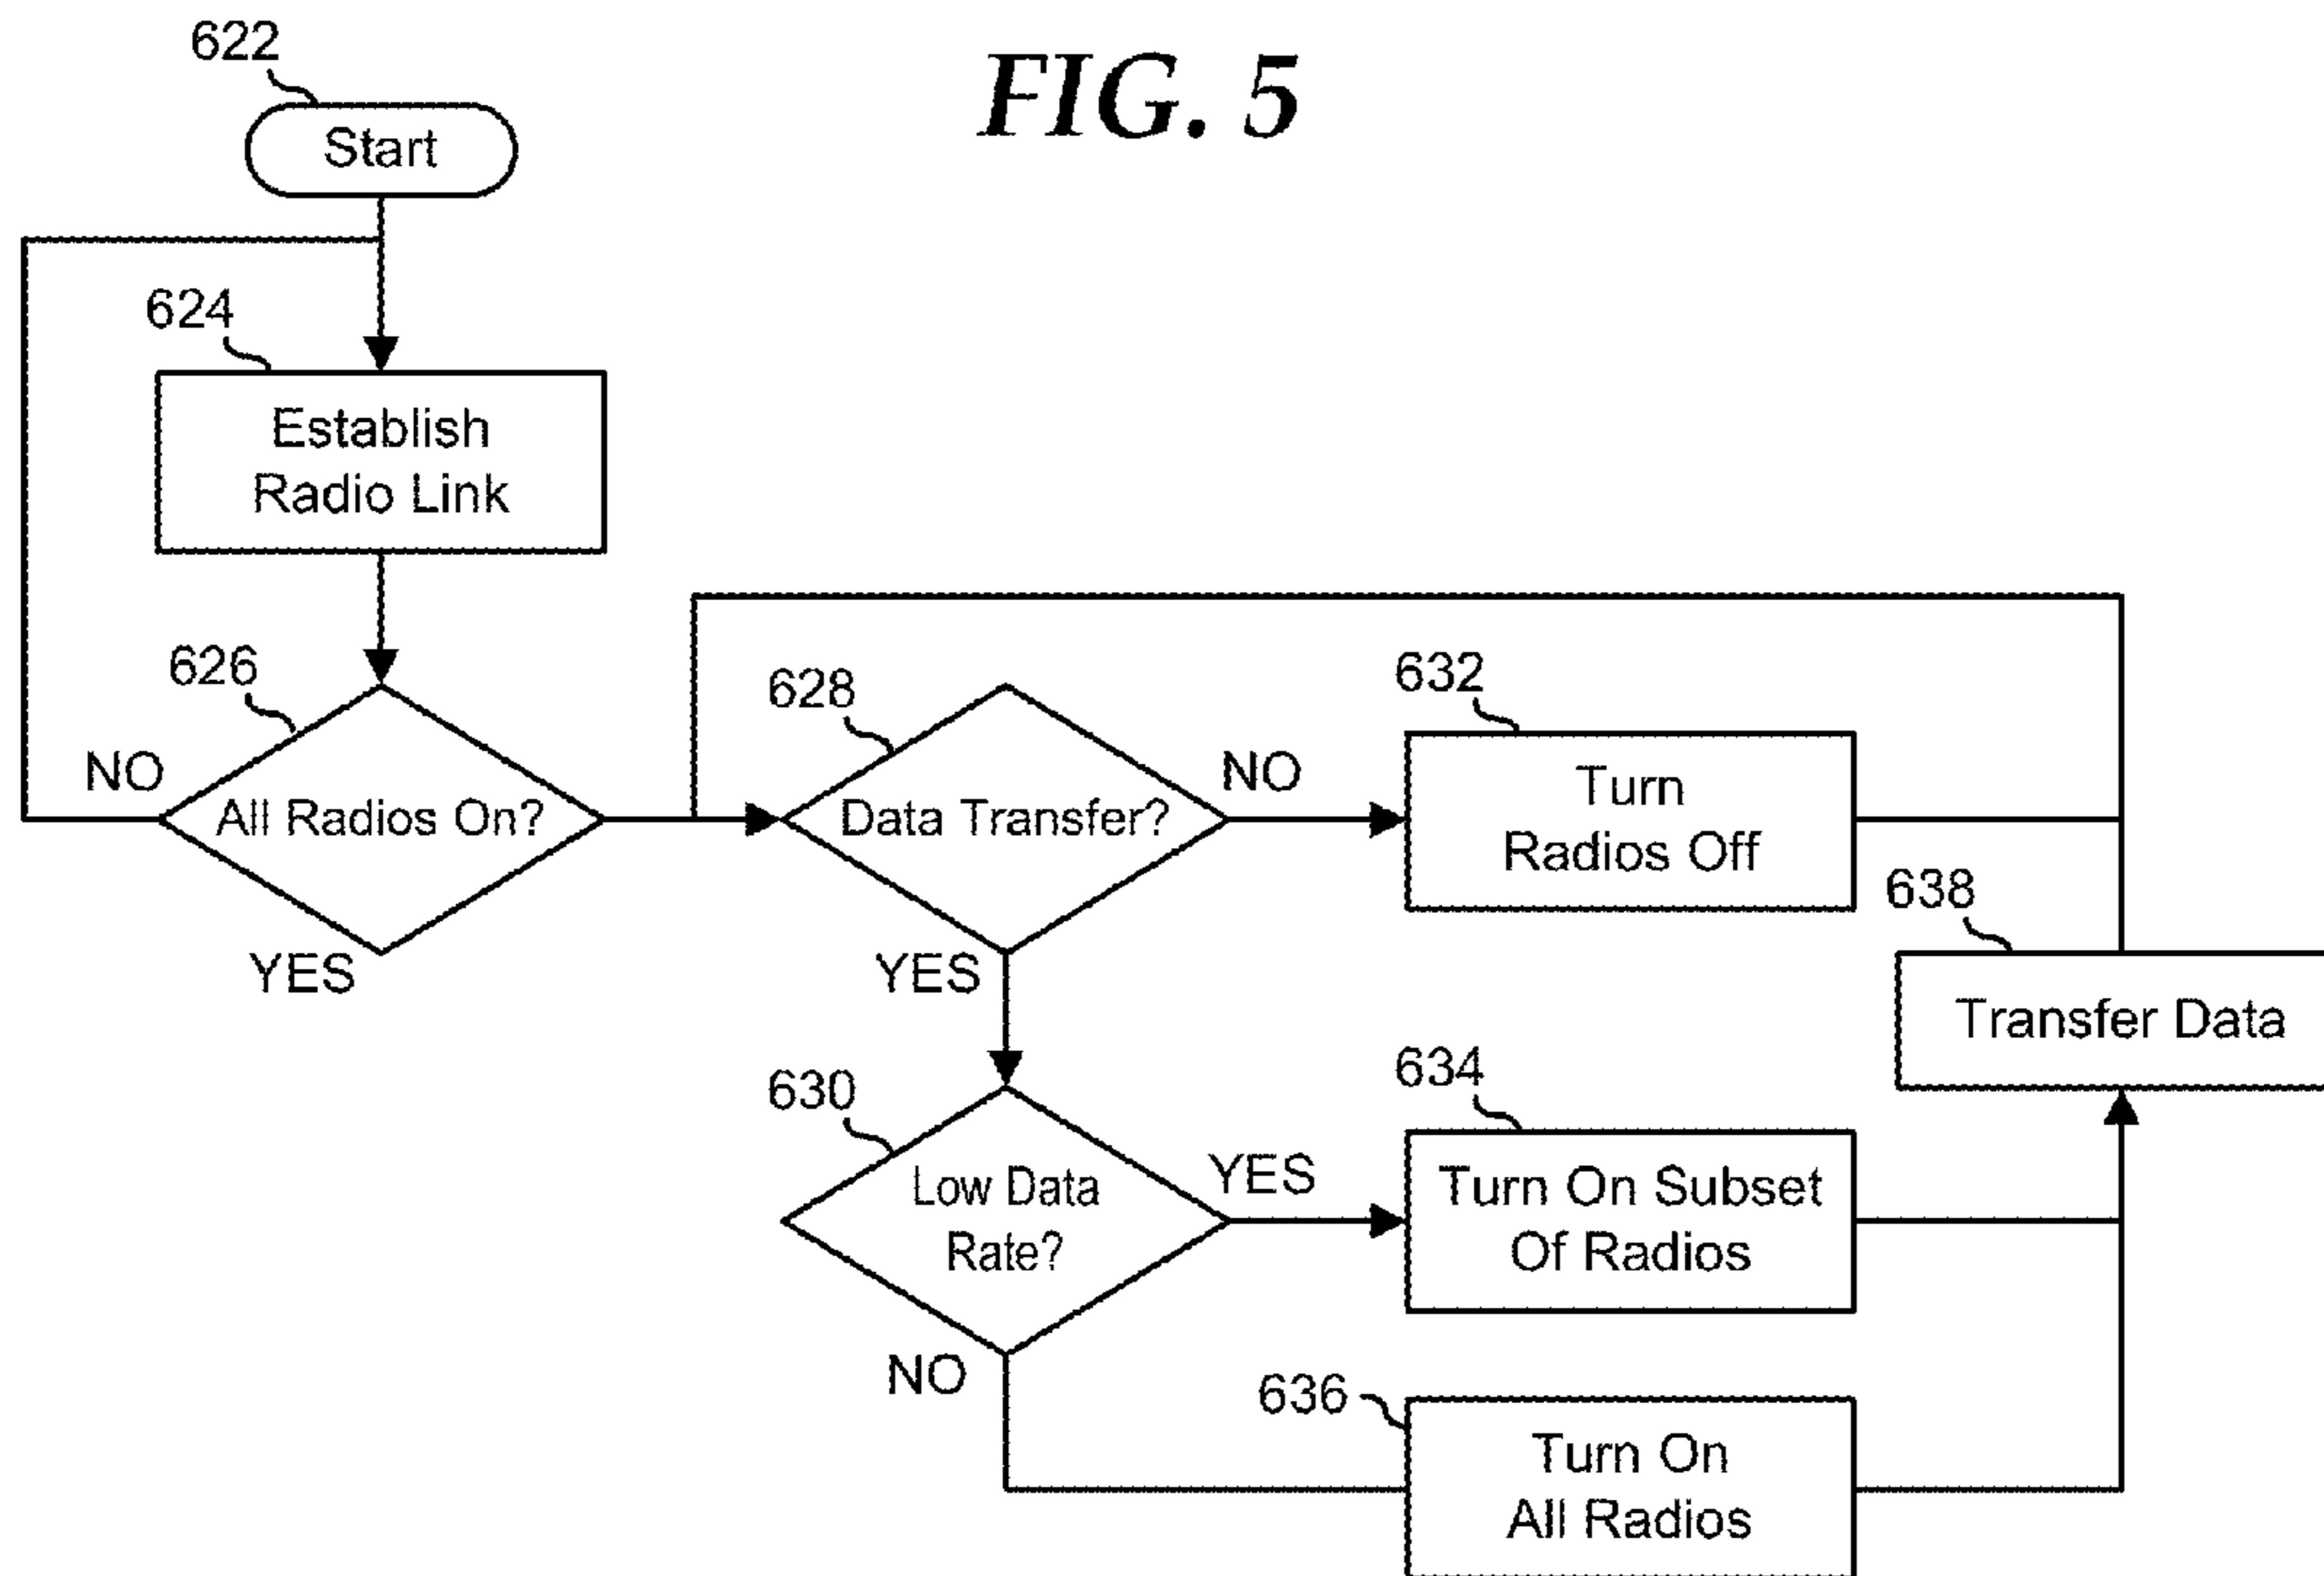 FIG. 5
622
Start
624
Establish
Radio Link
626
NO
All Radios On?
YES
628
Data Transfer?
NO
YES
632
Turn
Radios Off
638
Transfer Data
630
Low Data
Rate?
YES
NO
634
Turn On Subset
Of Radios
636
Turn On
All Radios